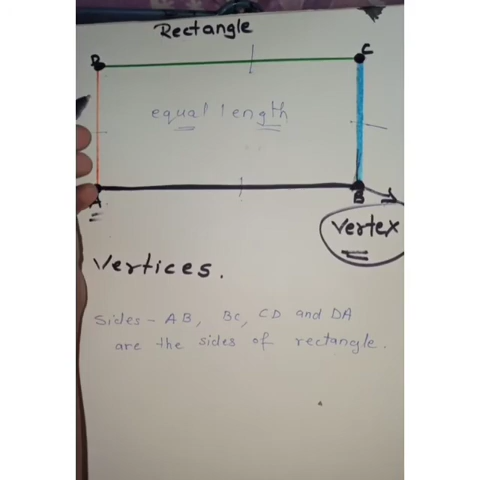 Rectangle
D
C
equal length
A
B
vertex
Vertices.
Sides - AB, BC, CD and DA
are the sides of rectangle.